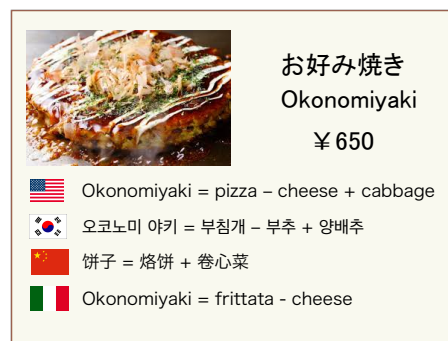 お好み焼き
Okonomiyaki
￥650
Okonomiyaki = pizza – cheese + cabbage
오코노미 야키 = 부침개 – 부추 + 양배추
饼子 = 烙饼 + 卷心菜
Okonomiyaki = frittata - cheese